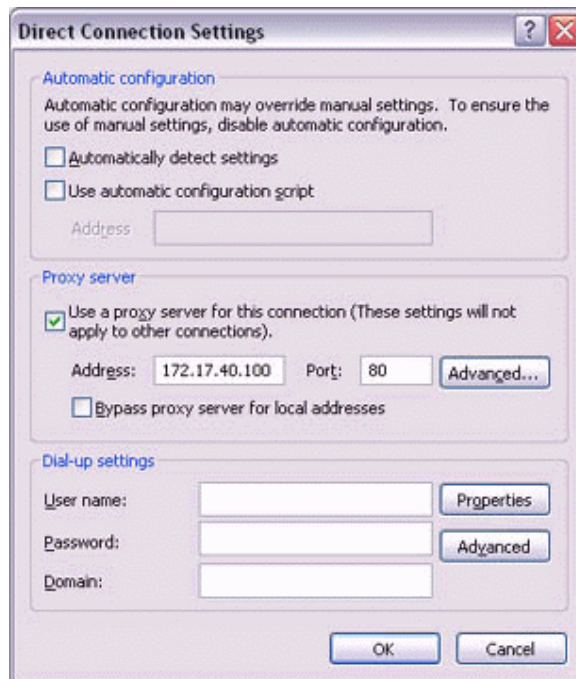 Direct Connection Settings
?
Automatic configuration
Automatic configuration may override manual settings. To ensure the
use of manual settings, disable automatic configuration.
Automatically detect settings
Use automatic configuration script
Address
Proxy server
Use a proxy server for this connection (These settings will not
apply to other connections).
Address: 172.17.40.100 Port: 80 Advanced...
Bypass proxy server for local addresses
Dial-up settings
User name: Properties
Password: Advanced
Domain:
OK Cancel